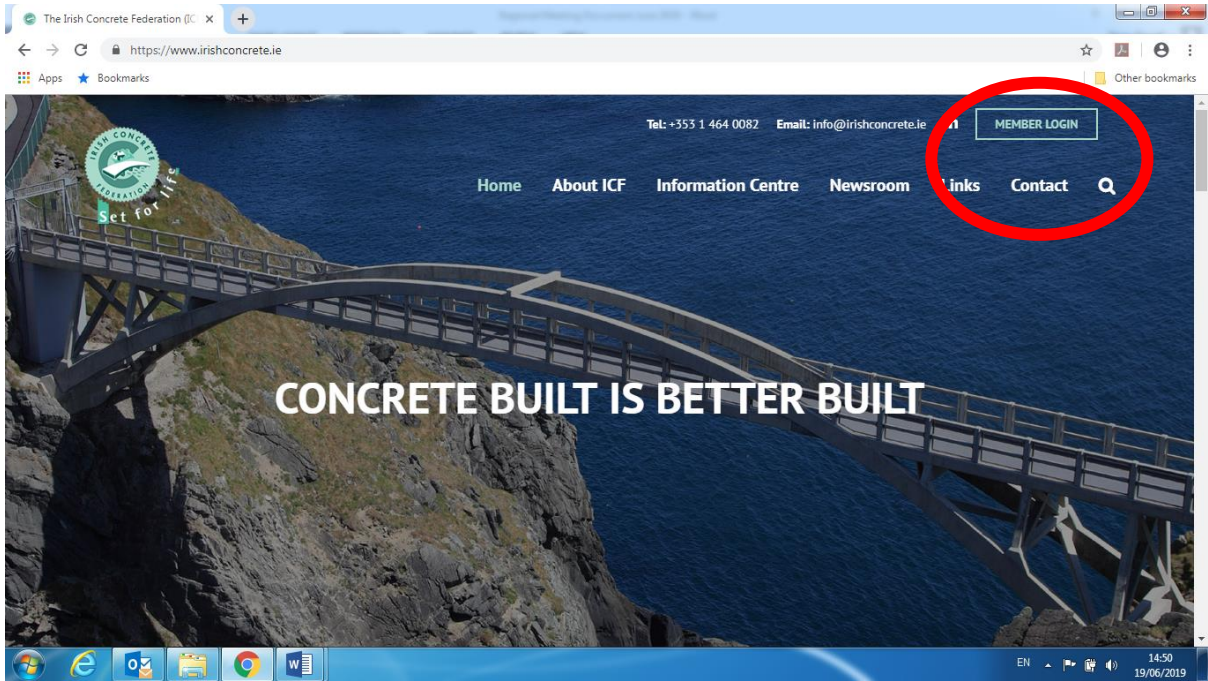 The Irish Concrete Federation (IC
https://www.irishconcrete.ie
Apps Bookmarks Other bookmarks
Tel: +353 1 464 0082 Email: info@irishconcrete.ie in MEMBER LOGIN
IRISH CONCRETE FEDERATION
Set for life
Home About ICF Information Centre Newsroom Links Contact
CONCRETE BUILT IS BETTER BUILT
EN 14:50
19/06/2019